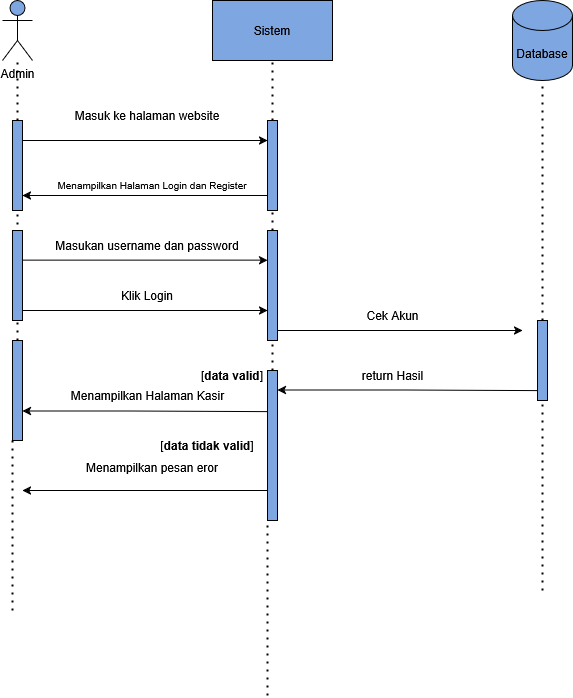 Sistem
Database
Admin
Masuk ke halaman website
Menampilkan Halaman Login dan Register
Masukan username dan password
Klik Login
Cek Akun
[data valid]
return Hasil
Menampilkan Halaman Kasir
[data tidak valid]
Menampilkan pesan eror